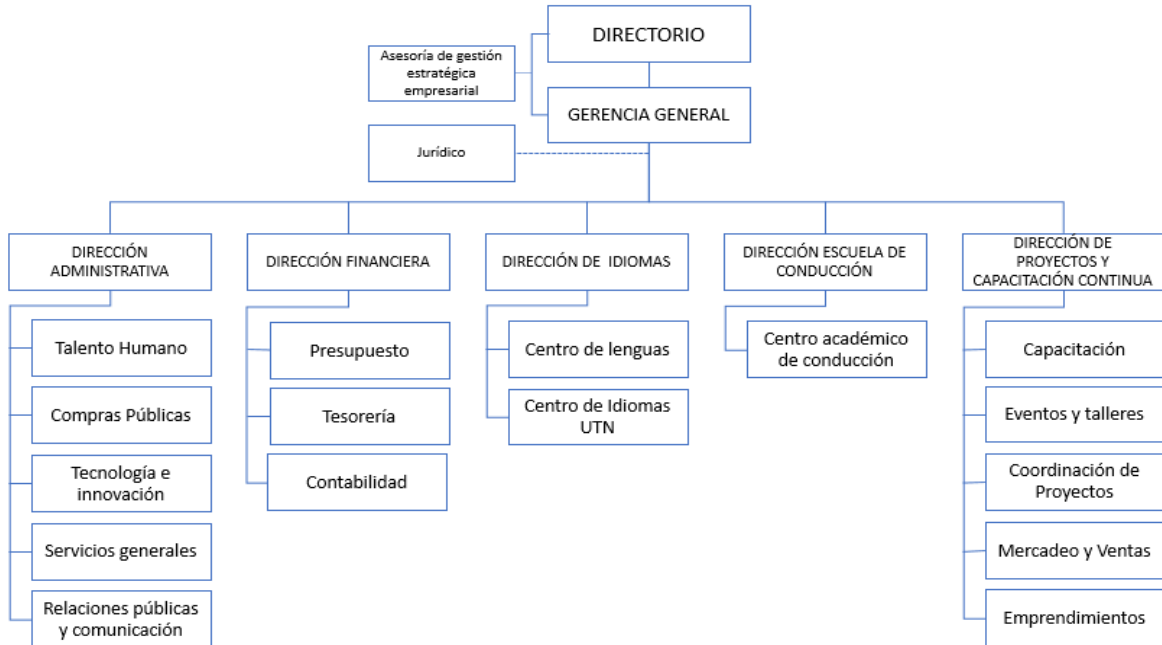 DIRECTORIO
Asesoría de gestión
estratégica
empresarial
GERENCIA GENERAL
Jurídico
DIRECCIÓN
ADMINISTRATIVA
DIRECCIÓN FINANCIERA
DIRECCIÓN DE IDIOMAS
DIRECCIÓN ESCUELA DE
CONDUCCIÓN
DIRECCIÓN DE
PROYECTOS Y
CAPACITACIÓN CONTINUA
Talento Humano
Compras Públicas
Tecnología e
innovación
Servicios generales
Relaciones públicas
y comunicación
Presupuesto
Tesorería
Contabilidad
Centro de lenguas
Centro de Idiomas
UTN
Centro académico
de conducción
Capacitación
Eventos y talleres
Coordinación de
Proyectos
Mercadeo y Ventas
Emprendimientos